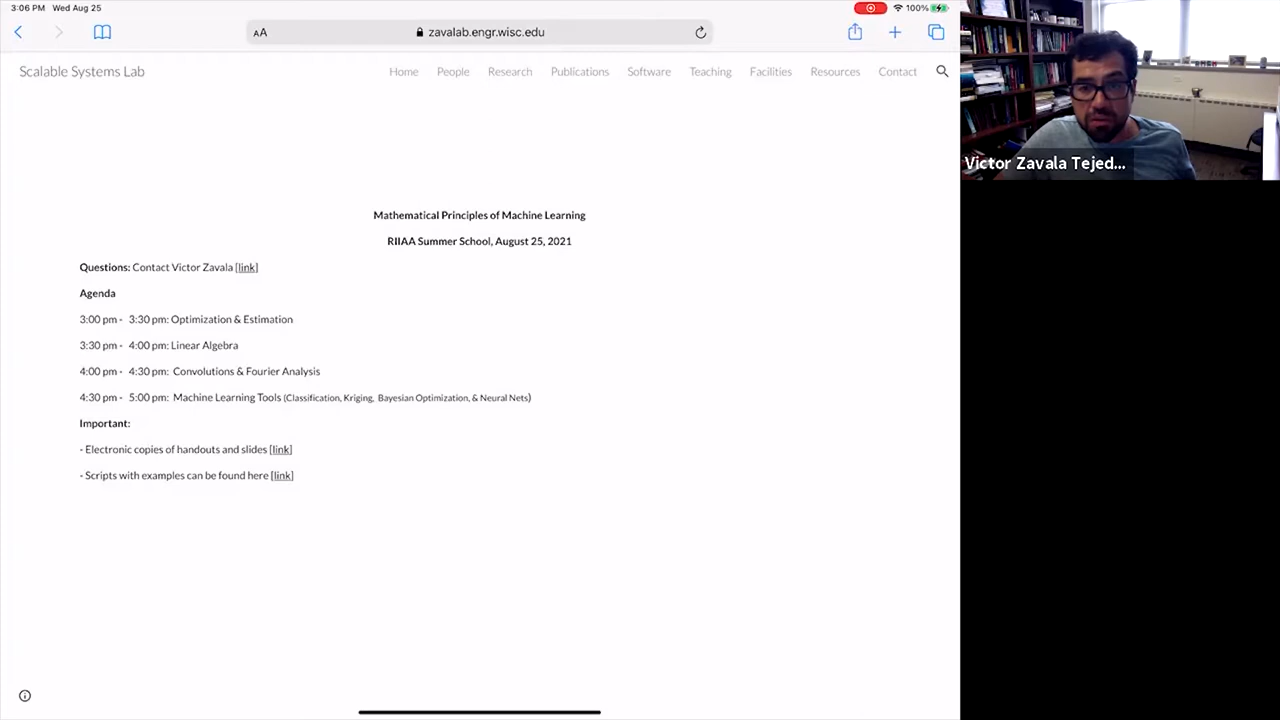 3:06 PM Wed Aug 25 100%
AA zavalab.engr.wisc.edu
Scalable Systems Lab Home People Research Publications Software Teaching Facilities Resources Contact
Victor Zavala Tejed...
Mathematical Principles of Machine Learning
RIIAA Summer School, August 25, 2021
Questions: Contact Victor Zavala [link]
Agenda
3:00 pm - 3:30 pm: Optimization & Estimation
3:30 pm - 4:00 pm: Linear Algebra
4:00 pm - 4:30 pm: Convolutions & Fourier Analysis
4:30 pm - 5:00 pm: Machine Learning Tools (Classification, Kriging, Bayesian Optimization, & Neural Nets)
Important:
- Electronic copies of handouts and slides [link]
- Scripts with examples can be found here [link]